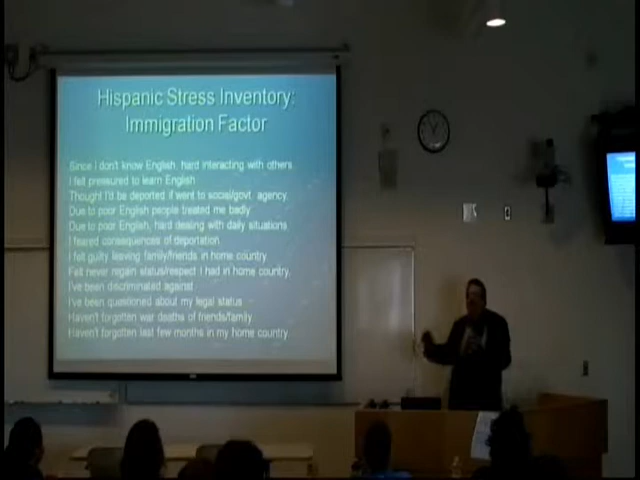 Hispanic Stress Inventory:
Immigration Factor
Since I don't know English, hard interacting with others.
I felt pressured to learn English
Thought I'd be deported if went to social/govt. agency.
Due to poor English people treated me badly
Due to poor English, hard dealing with daily situations.
I feared consequences of deportation.
I felt guilty leaving family/friends in home country
Felt never regain status/respect I had in home country.
I've been discriminated against.
I've been questioned about my legal status
Haven't forgotten war deaths of friends/family
Haven't forgotten last few months in my home country.